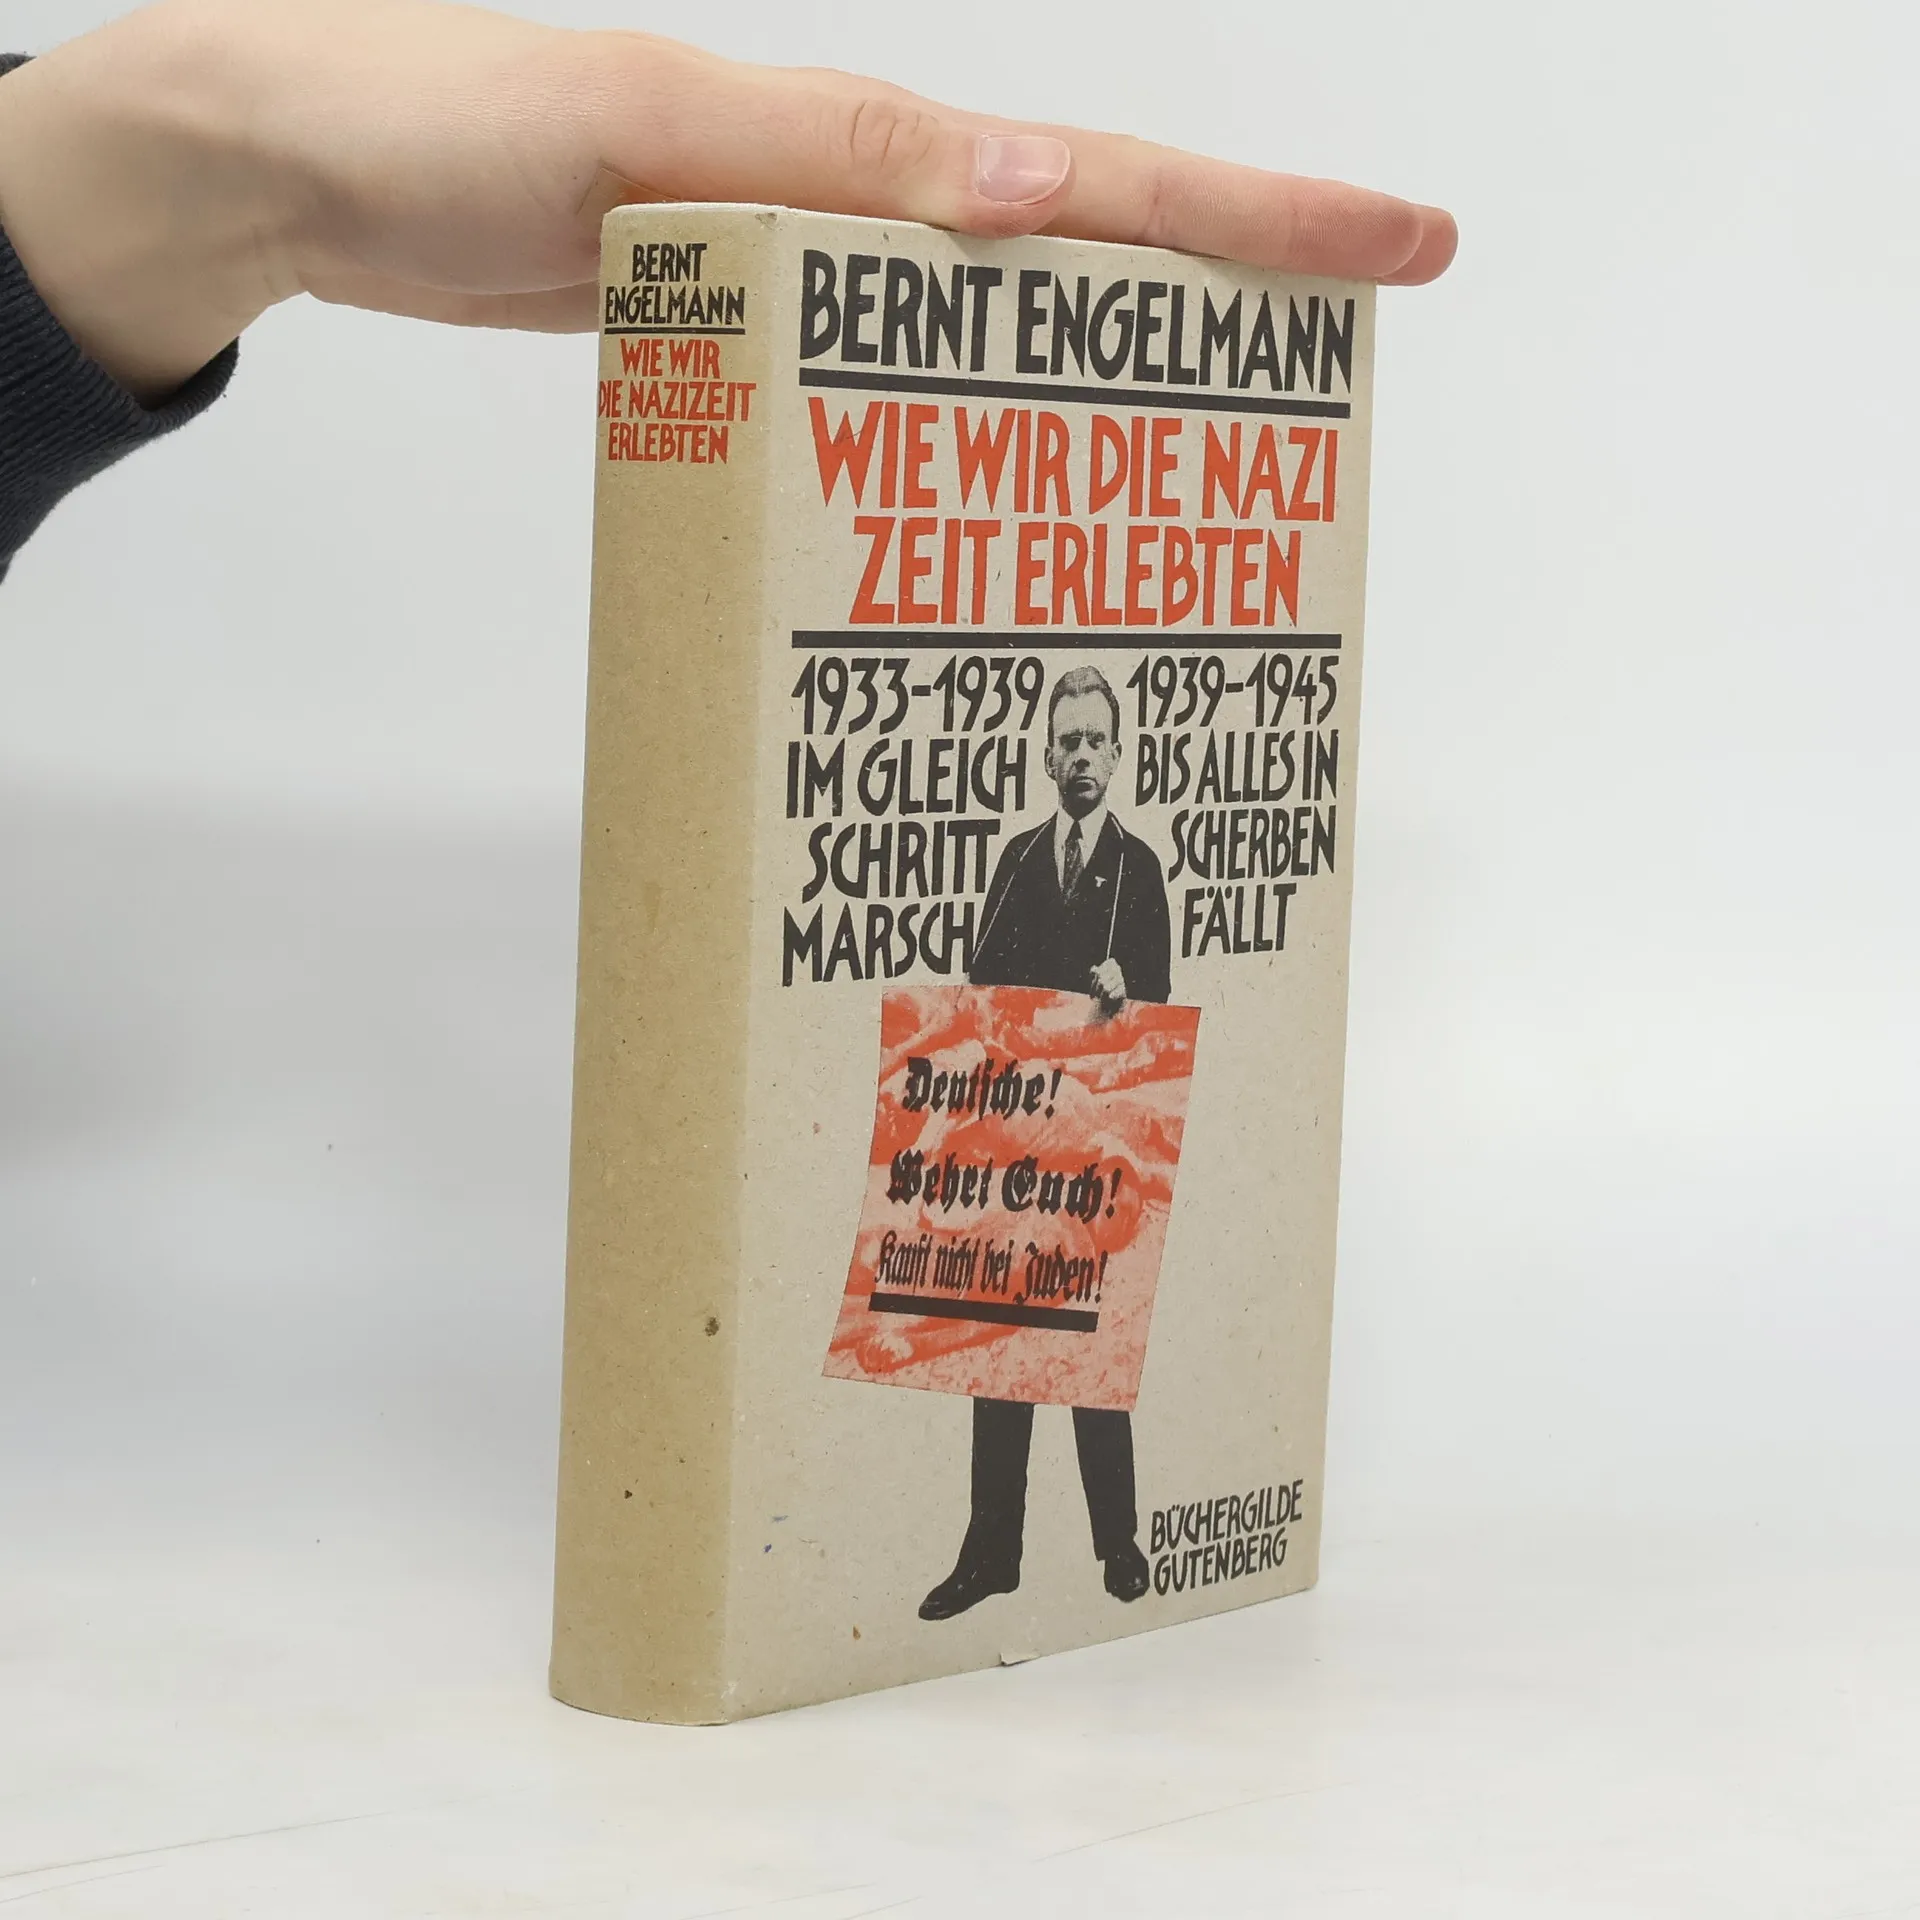 BERNT
ENGELMANN
WIE WIR
DIE NAZIZEIT
ERLEBTEN
BERNT ENGELMANN
WIE WIR DIE NAZI
ZEIT ERLEBTEN
1933-1939
IM GLEICH
SCHRITT
MARSCH
1939-1945
BIS ALLES IN
SCHERBEN
FÄLLT
Deutsche!
Wehrt Euch!
Kauft nicht bei Juden!
BÜCHERGILDE
GUTENBERG